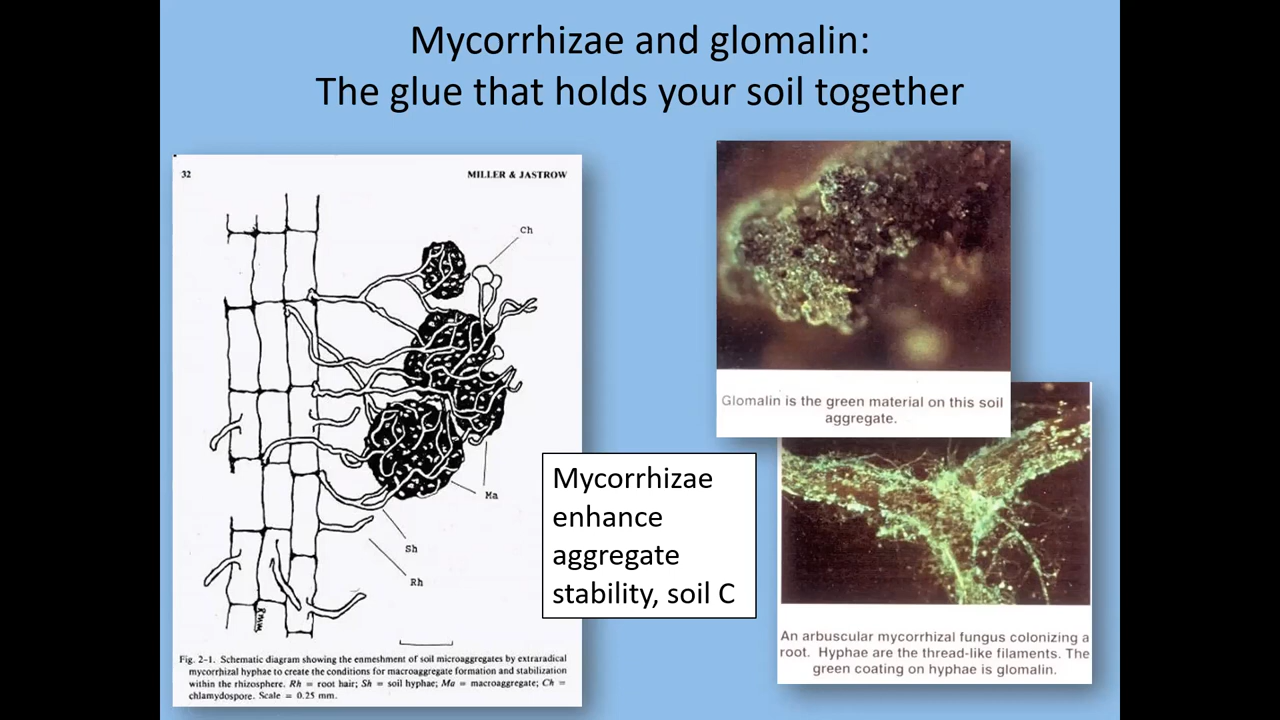 Mycorrhizae and glomalin:
The glue that holds your soil together
32
MILLER & JASTROW
Ch
Ma
Sh
Rh
Fig. 2–1. Schematic diagram showing the enmeshment of soil microaggregates by extraradical
mycorrhizal hyphae to create the conditions for macroaggregate formation and stabilization
within the rhizosphere. Rh = root hair; Sh = soil hyphae; Ma = macroaggregate; Ch =
chlamydospore. Scale = 0.25 mm.
Mycorrhizae
enhance
aggregate
stability, soil C
Glomalin is the green material on this soil
aggregate.
An arbuscular mycorrhizal fungus colonizing a
root. Hyphae are the thread-like filaments. The
green coating on hyphae is glomalin.